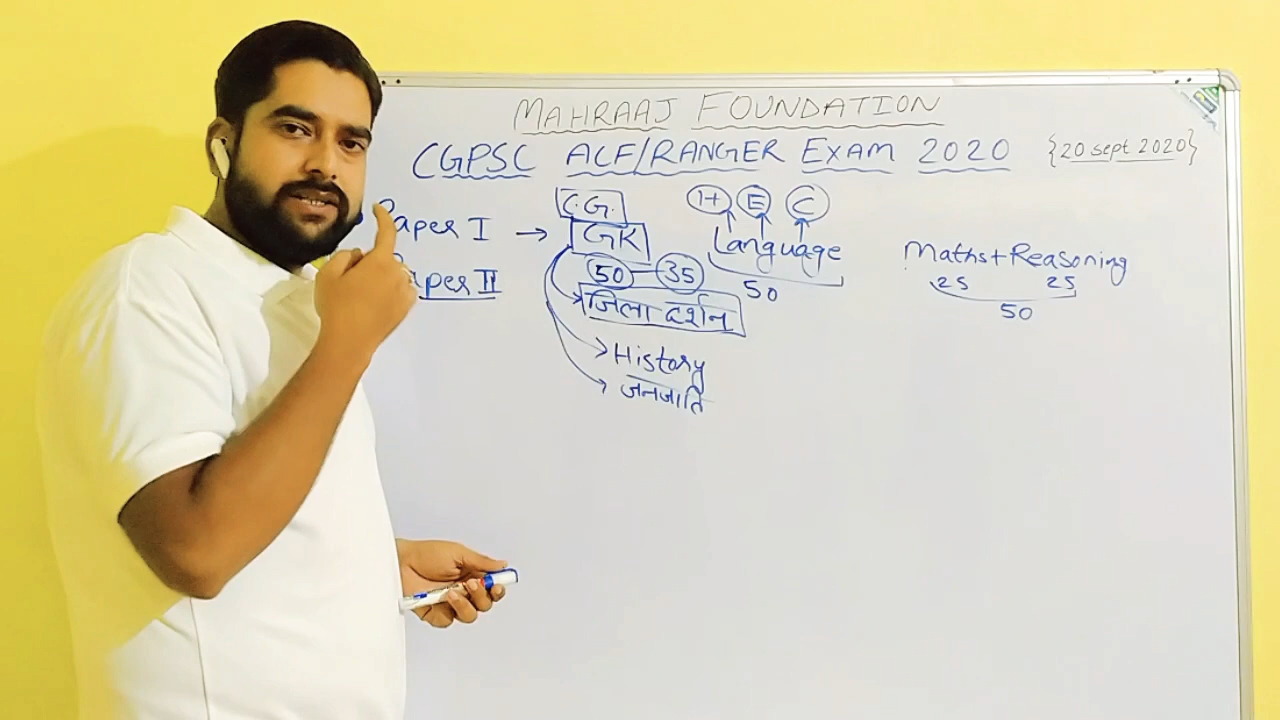 MAHRAAJ FOUNDATION
CGPSC ACF/RANGER EXAM 2020 {20 sept 2020}
Paper I → C.G. GK
50 – 35
जिला दर्शन
History
जनजाति
H E C
Language
50
Maths+Reasoning
25 25
50
Paper II